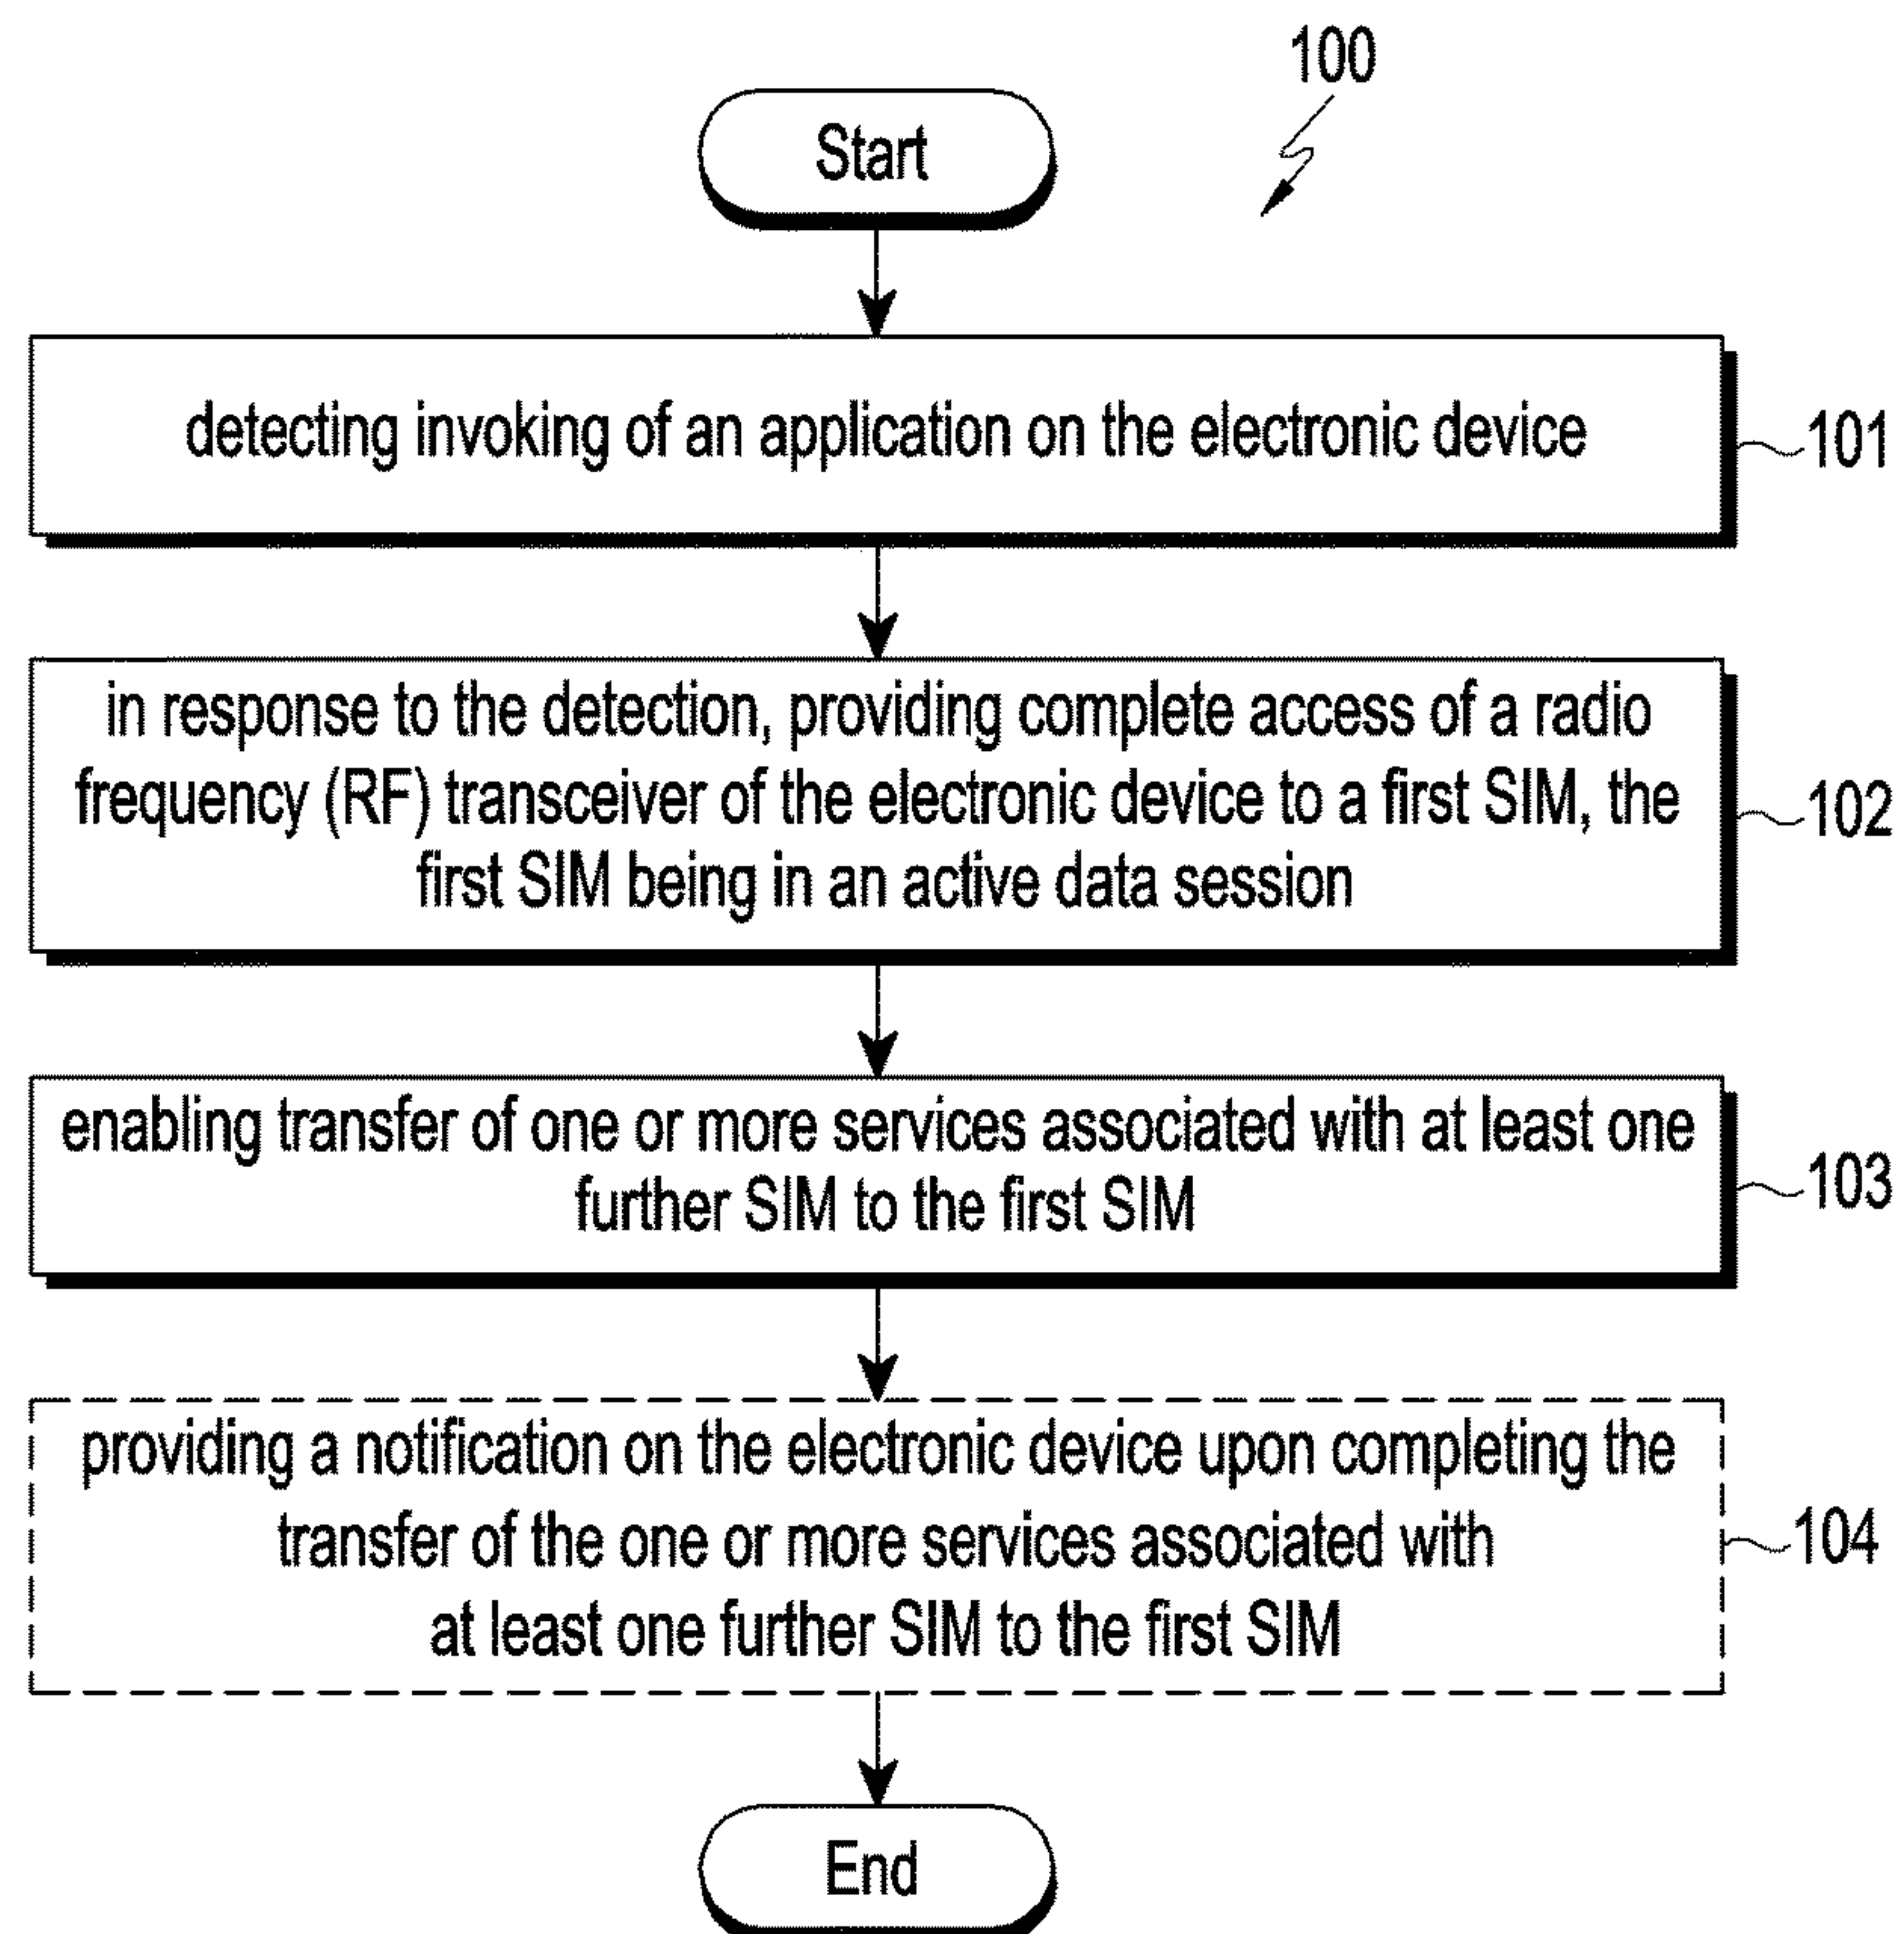 100
Start
detecting invoking of an application on the electronic device
101
in response to the detection, providing complete access of a radio
frequency (RF) transceiver of the electronic device to a first SIM, the
first SIM being in an active data session
102
enabling transfer of one or more services associated with at least one
further SIM to the first SIM
103
providing a notification on the electronic device upon completing the
transfer of the one or more services associated with
at least one further SIM to the first SIM
104
End